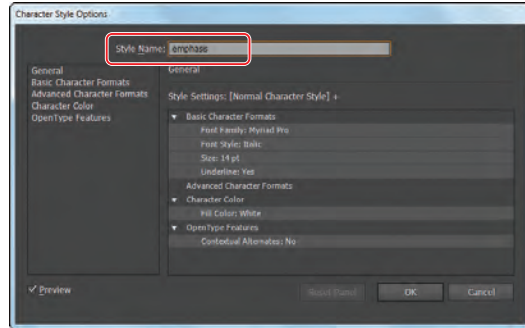 Character Style Options
Style Name: emphass
General
Basic Character Formats
Advanced Character Formats
Character Color
OpenType Features
General
Style Settings: [Normal Character Style] +
Basic Character Formats
Font Family: Myriad Pro
Font Style: Italic
Size: 14 pt
Underline: Yes
Advanced Character Formats
Character Color
Fill Color: White
OpenType Features
Contextual Alternates: No
Preview
Reset Panel
OK
Cancel